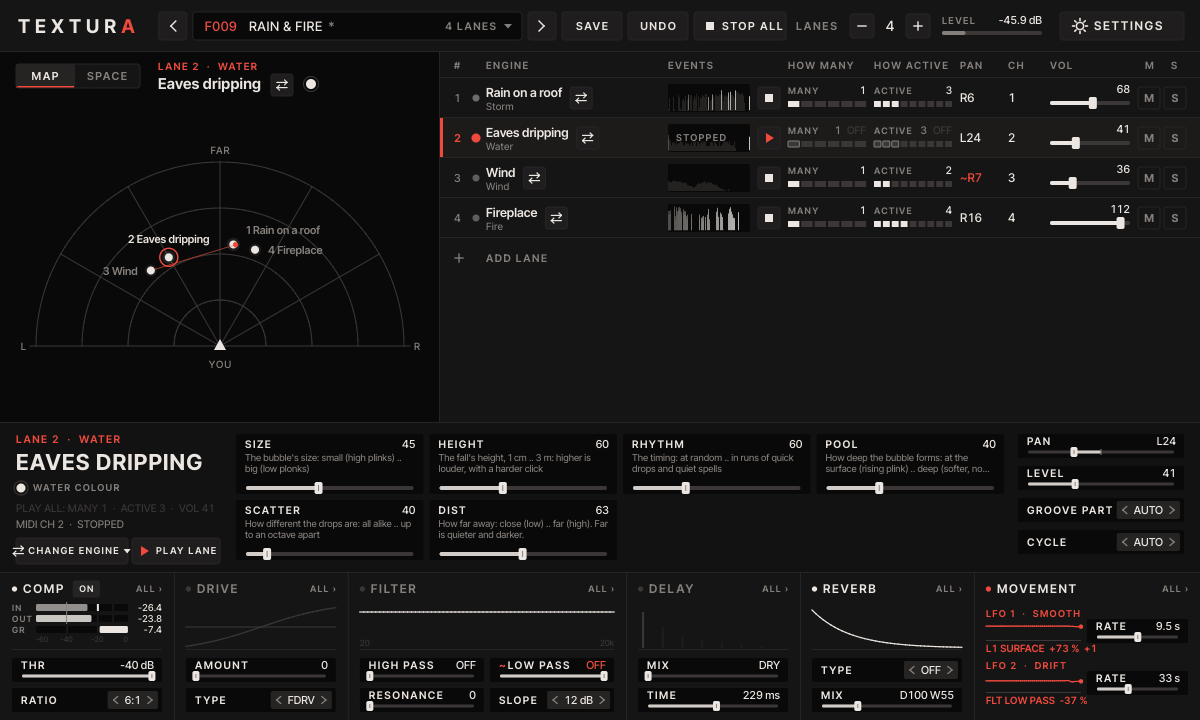 TEXTURA
F009 RAIN & FIRE * 4 LANES
SAVE UNDO STOP ALL LANES 4 LEVEL -45.9 dB SETTINGS
MAP SPACE
LANE 2 · WATER
Eaves dripping
FAR
2 Eaves dripping
1 Rain on a roof
4 Fireplace
3 Wind
L R
YOU
# ENGINE EVENTS HOW MANY HOW ACTIVE PAN CH VOL M S
1 Rain on a roof MANY 1 ACTIVE 3 R6 1 68 M S
Storm
2 Eaves dripping STOPPED MANY 1 OFF ACTIVE 3 OFF L24 2 41 M S
Water
3 Wind MANY 1 ACTIVE 2 ~R7 3 36 M S
Wind
4 Fireplace MANY 1 ACTIVE 4 R16 4 112 M S
Fire
+ ADD LANE
LANE 2 · WATER
EAVES DRIPPING
WATER COLOUR
PLAY ALL: MANY 1 · ACTIVE 3 · VOL 41
MIDI CH 2 · STOPPED
CHANGE ENGINE PLAY LANE
SIZE 45
The bubble's size: small (high plinks) ..
big (low plonks)
HEIGHT 60
The fall's height, 1 cm .. 3 m: higher is
louder, with a harder click
RHYTHM 60
The timing: at random .. in runs of quick
drops and quiet spells
POOL 40
How deep the bubble forms: at the
surface (rising plink) .. deep (softer, no...
SCATTER 40
How different the drops are: all alike .. up
to an octave apart
DIST 63
How far away: close (low) .. far (high). Far
is quieter and darker.
PAN L24
LEVEL 41
GROOVE PART < AUTO >
CYCLE < AUTO >
COMP ON ALL ›
IN -26.4
OUT -23.8
GR -7.4
-60 -40 -20 0
THR -40 dB
RATIO < 6:1 >
DRIVE ALL ›
AMOUNT 0
TYPE < FDRV >
FILTER ALL ›
20 20k
HIGH PASS OFF
~LOW PASS OFF
RESONANCE 0
SLOPE < 12 dB >
DELAY ALL ›
MIX DRY
TIME 229 ms
REVERB ALL ›
TYPE < OFF >
MIX D100 W55
MOVEMENT ALL ›
LFO 1 · SMOOTH
RATE 9.5 s
L1 SURFACE +73 % +1
LFO 2 · DRIFT
RATE 33 s
FLT LOW PASS -37 %